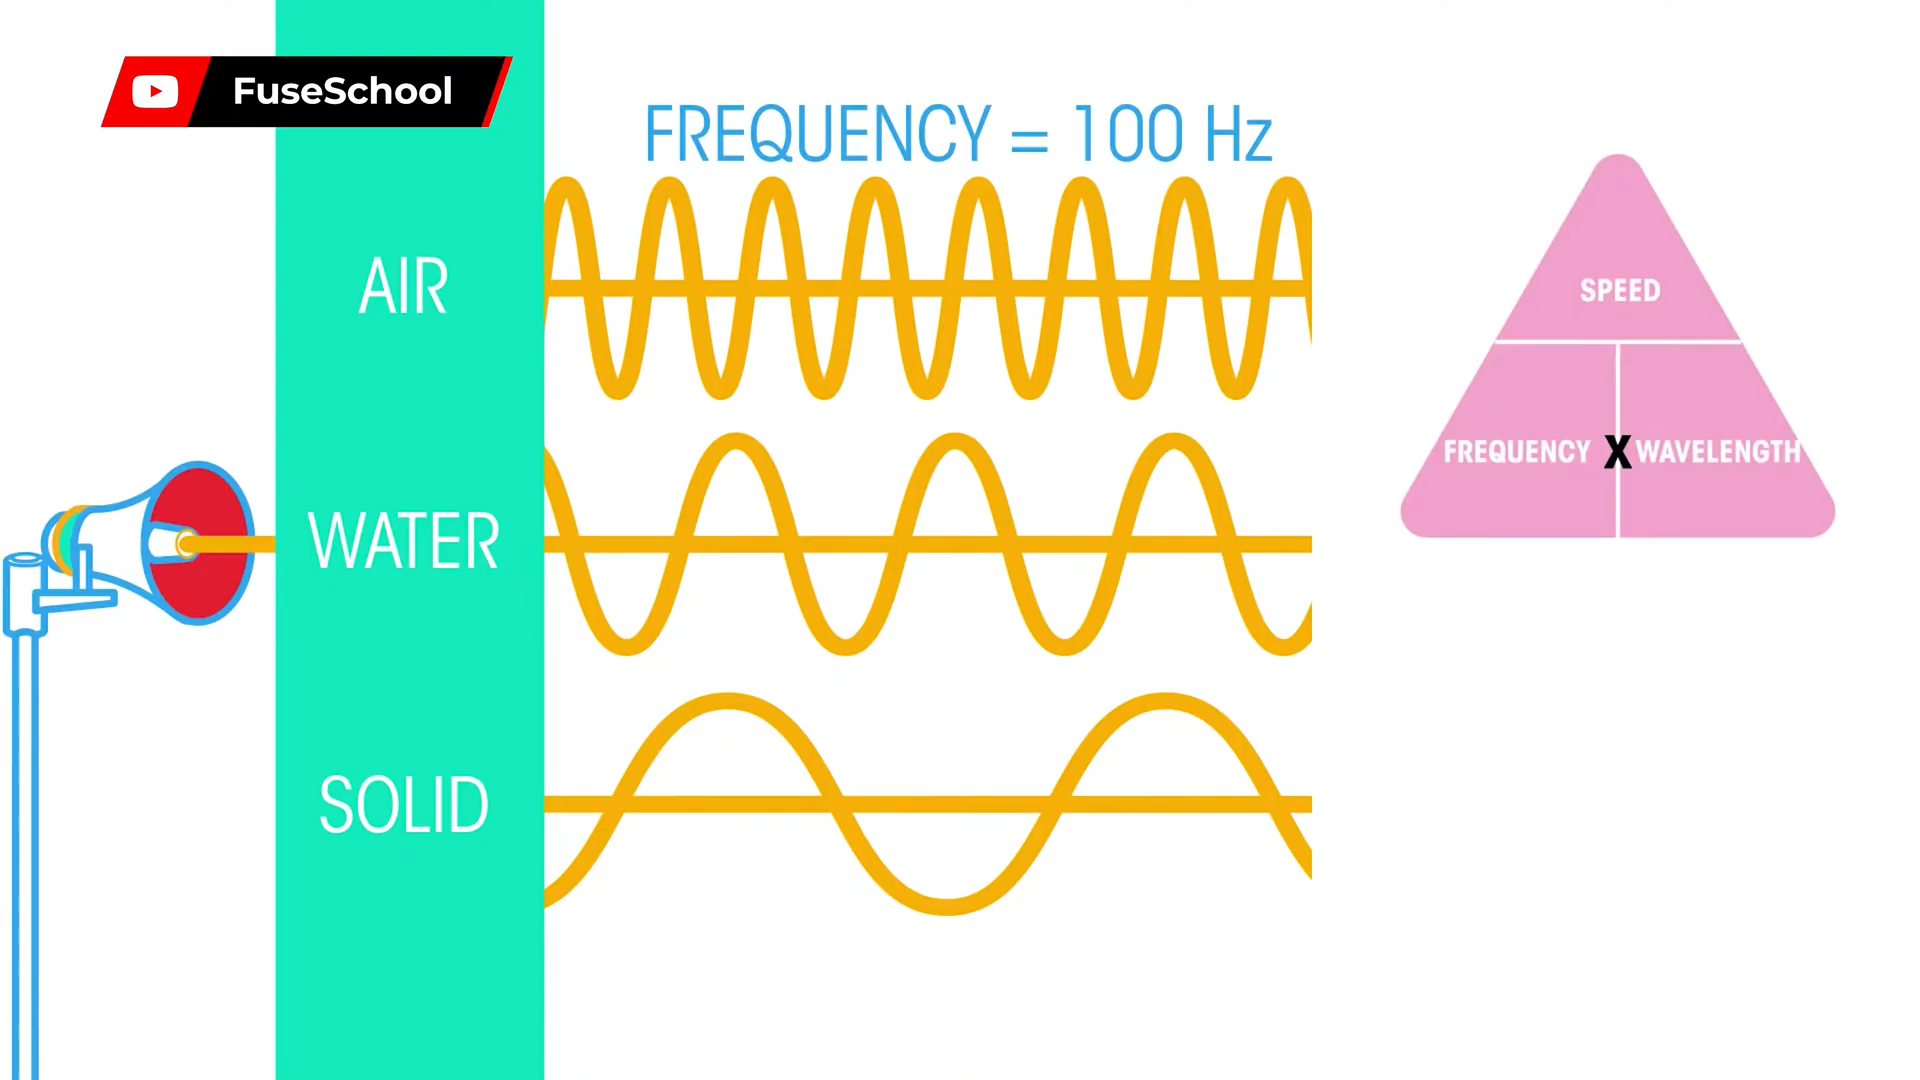 FuseSchool
FREQUENCY = 100 Hz
AIR
WATER
SOLID
SPEED
FREQUENCY X WAVELENGTH